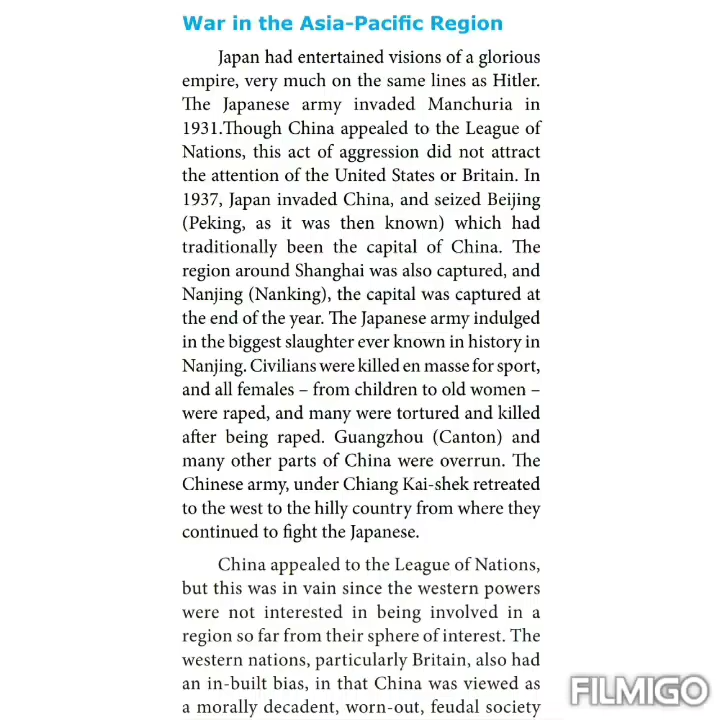 War in the Asia-Pacific Region
Japan had entertained visions of a glorious
empire, very much on the same lines as Hitler.
The Japanese army invaded Manchuria in
1931.Though China appealed to the League of
Nations, this act of aggression did not attract
the attention of the United States or Britain. In
1937, Japan invaded China, and seized Beijing
(Peking, as it was then known) which had
traditionally been the capital of China. The
region around Shanghai was also captured, and
Nanjing (Nanking), the capital was captured at
the end of the year. The Japanese army indulged
in the biggest slaughter ever known in history in
Nanjing. Civilians were killed en masse for sport,
and all females – from children to old women –
were raped, and many were tortured and killed
after being raped. Guangzhou (Canton) and
many other parts of China were overrun. The
Chinese army, under Chiang Kai-shek retreated
to the west to the hilly country from where they
continued to fight the Japanese.
China appealed to the League of Nations,
but this was in vain since the western powers
were not interested in being involved in a
region so far from their sphere of interest. The
western nations, particularly Britain, also had
an in-built bias, in that China was viewed as
a morally decadent, worn-out, feudal society
FILMIGO